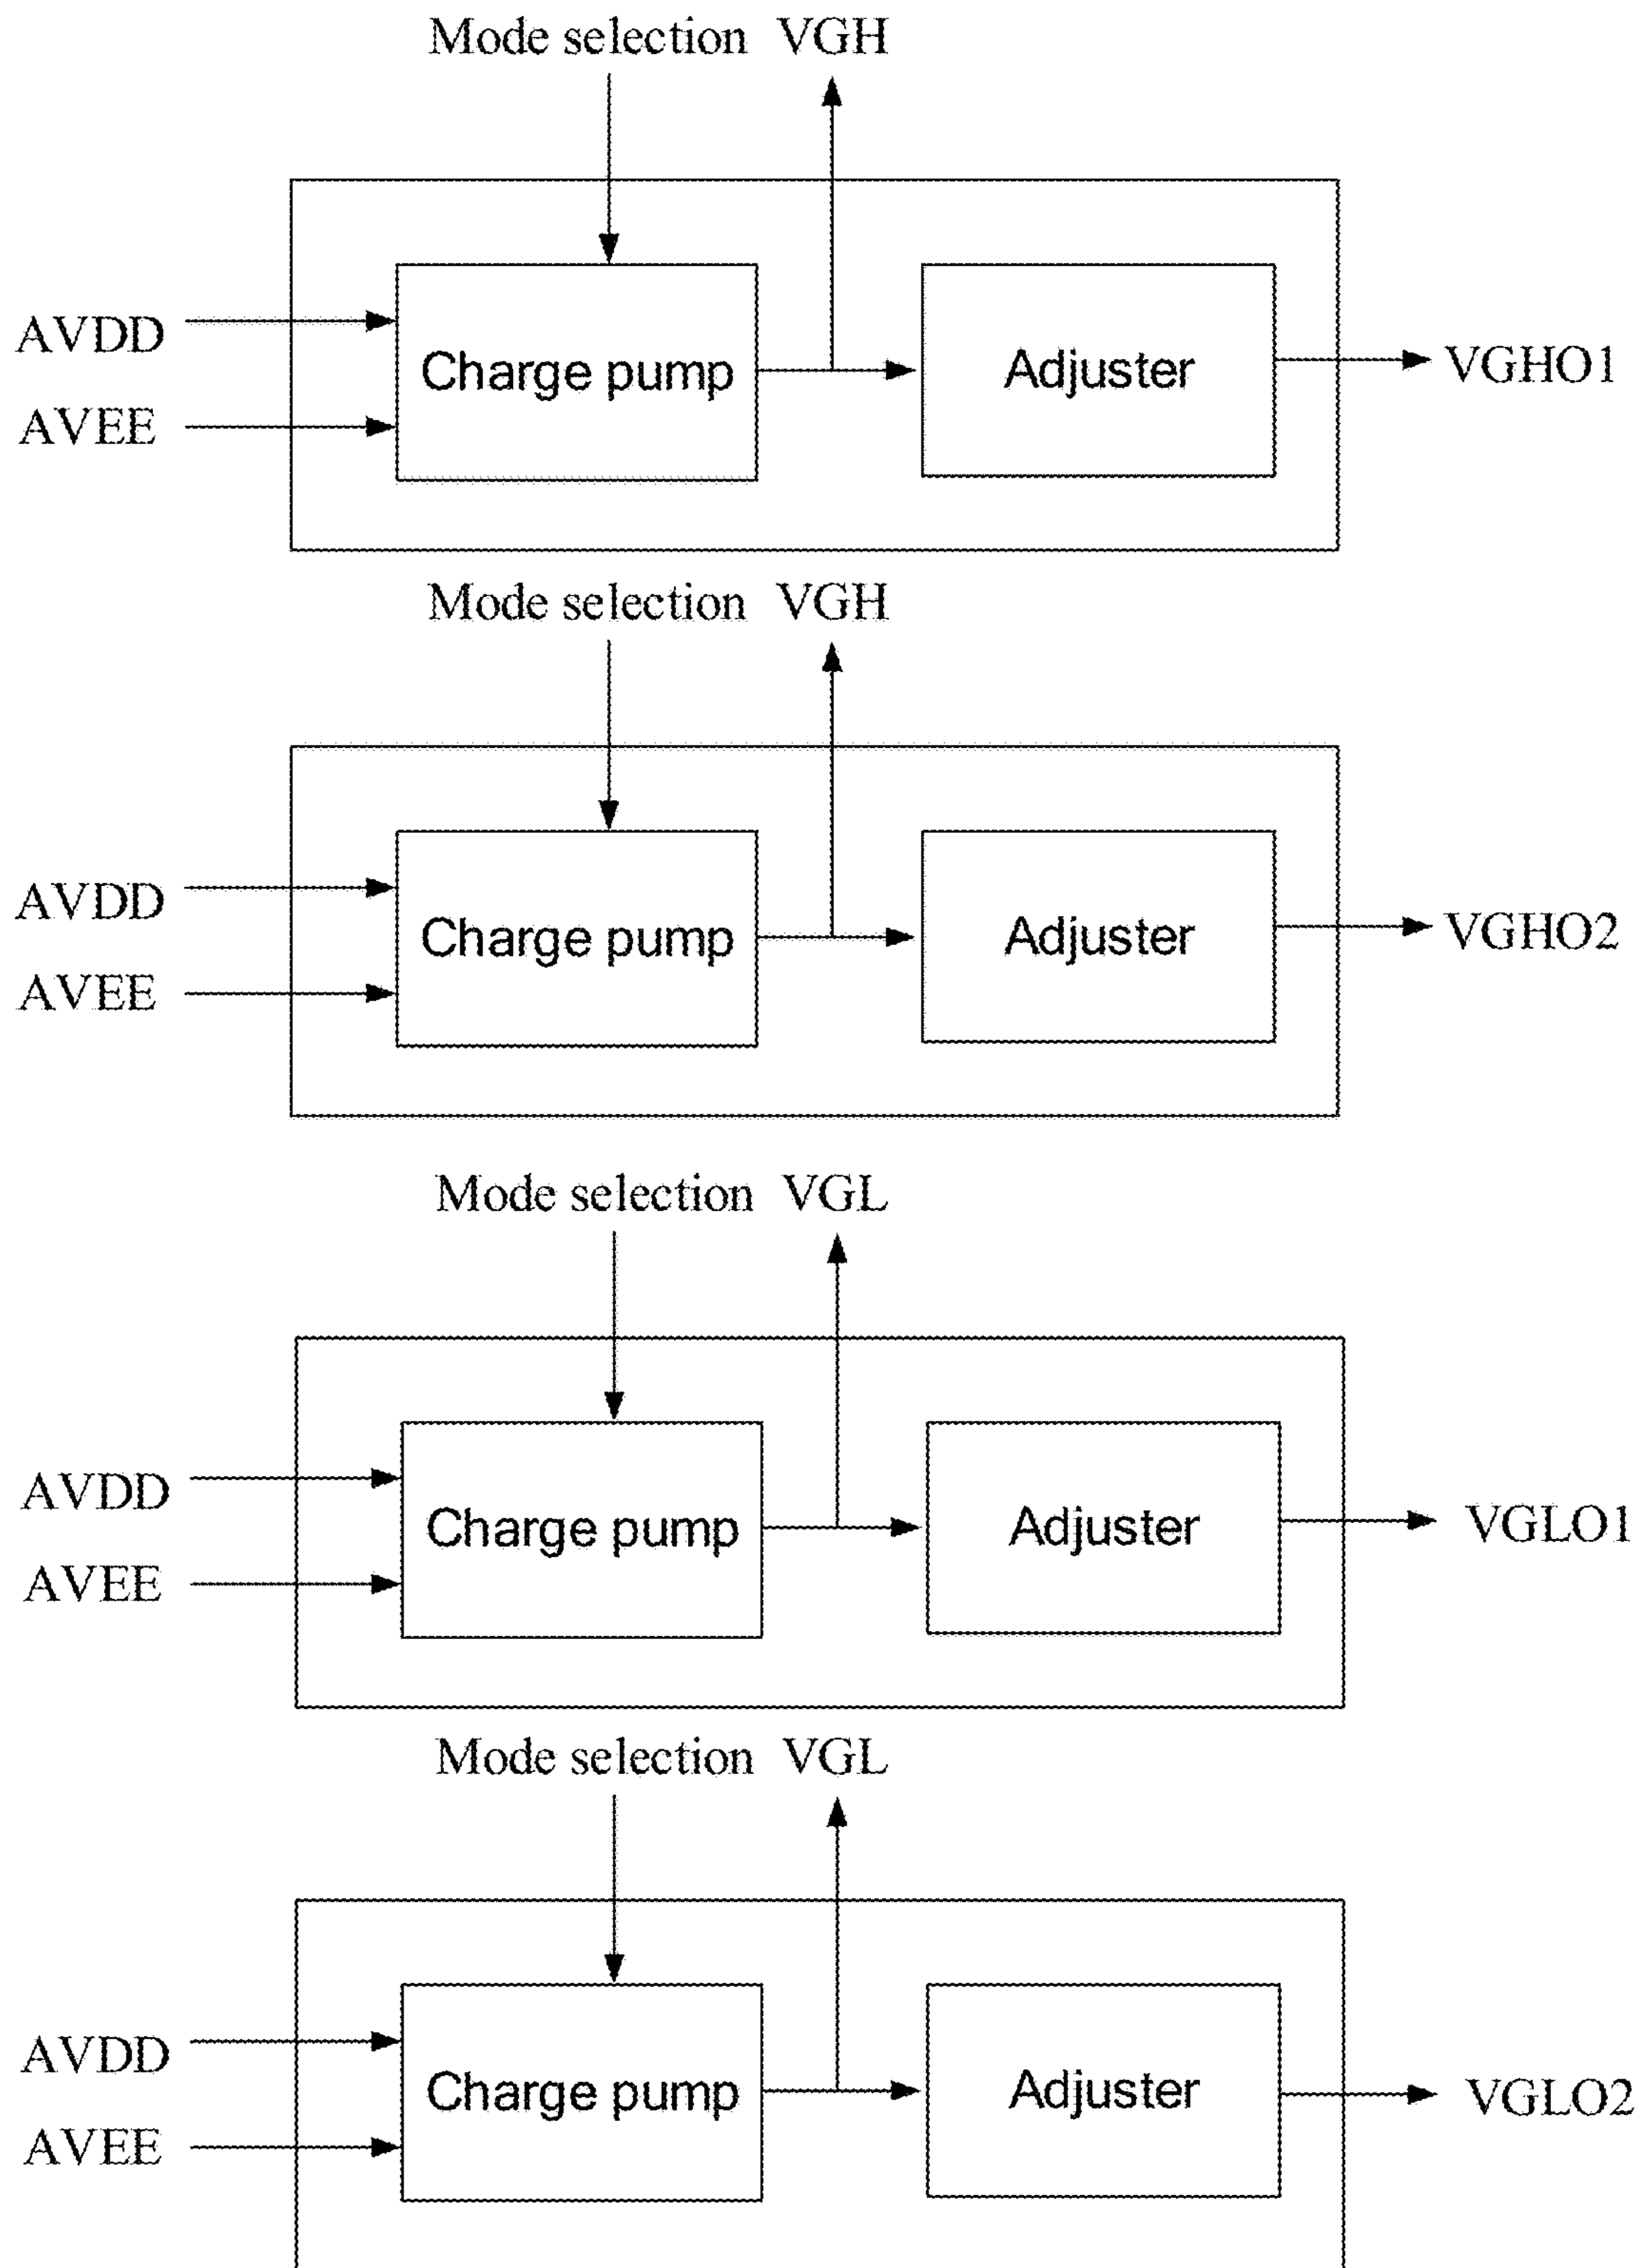 Mode selection VGH
AVDD
Charge pump
Adjuster
VGHO1
AVEE
Mode selection VGH
AVDD
Charge pump
Adjuster
VGHO2
AVEE
Mode selection VGL
AVDD
Charge pump
Adjuster
VGLO1
AVEE
Mode selection VGL
AVDD
Charge pump
Adjuster
VGLO2
AVEE